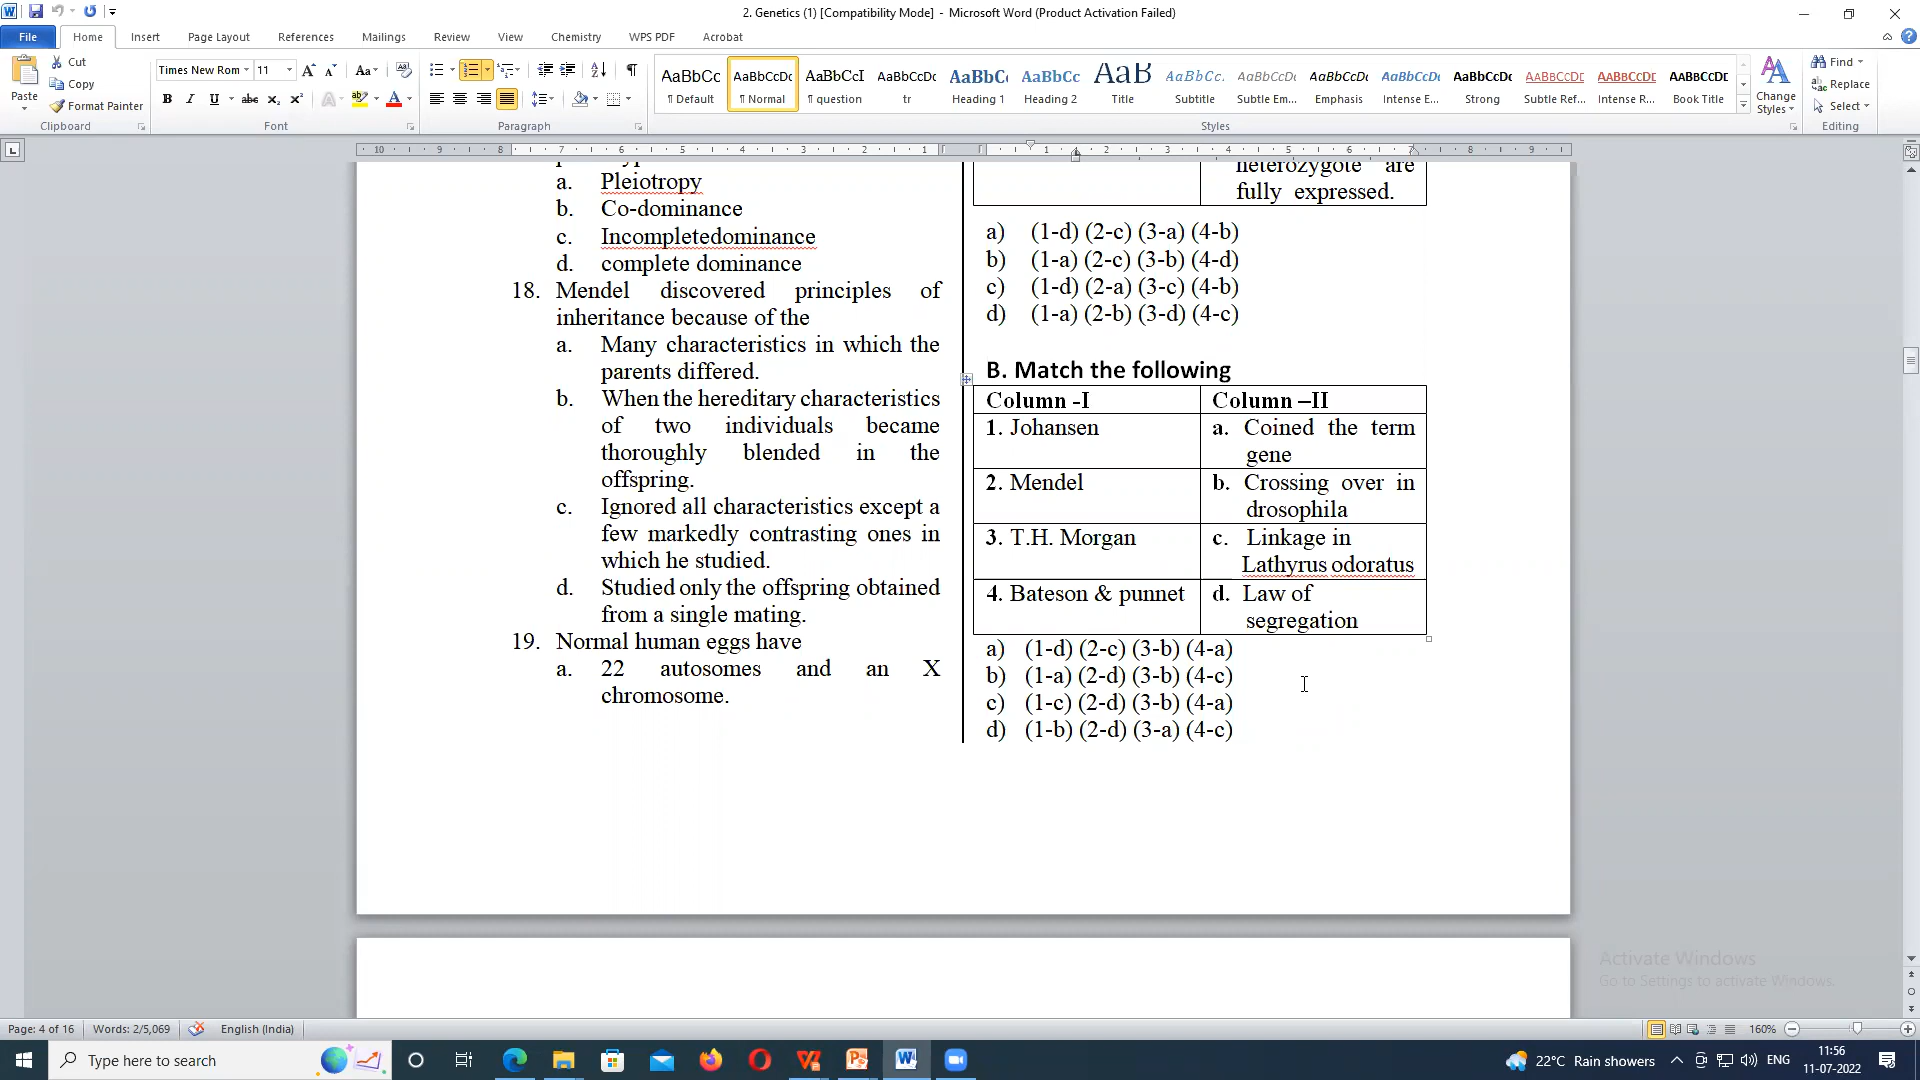 2. Genetics (1) [Compatibility Mode] - Microsoft Word (Product Activation Failed)
File Home Insert Page Layout References Mailings Review View Chemistry WPS PDF Acrobat
Paste Cut
Copy
Format Painter
Clipboard
Times New Rom 11
Font
Paragraph
AaBbCc AaBbCcDc AaBbCcI AaBbCcDc AaBbC AaBbCc AaB AaBbCc. AaBbCcDc AaBbCcDc AaBbCcDc AaBbCcDc AABBCCDI AABBCCDI AABBCCDI
¶ Default ¶ Normal ¶ question tr Heading 1 Heading 2 Title Subtitle Subtle Em... Emphasis Intense E... Strong Subtle Ref... Intense R... Book Title
Styles
Change Styles
Find
Replace
Select
Editing
a. Pleiotropy
b. Co-dominance
c. Incompletedominance
d. complete dominance
18. Mendel discovered principles of
inheritance because of the
a. Many characteristics in which the
parents differed.
b. When the hereditary characteristics
of two individuals became
thoroughly blended in the
offspring.
c. Ignored all characteristics except a
few markedly contrasting ones in
which he studied.
d. Studied only the offspring obtained
from a single mating.
19. Normal human eggs have
a. 22 autosomes and an X
chromosome.
heterozygote are
fully expressed.
a) (1-d) (2-c) (3-a) (4-b)
b) (1-a) (2-c) (3-b) (4-d)
c) (1-d) (2-a) (3-c) (4-b)
d) (1-a) (2-b) (3-d) (4-c)
B. Match the following
Column -I Column –II
1. Johansen a. Coined the term
gene
2. Mendel b. Crossing over in
drosophila
3. T.H. Morgan c. Linkage in
Lathyrus odoratus
4. Bateson & punnet d. Law of
segregation
a) (1-d) (2-c) (3-b) (4-a)
b) (1-a) (2-d) (3-b) (4-c)
c) (1-c) (2-d) (3-b) (4-a)
d) (1-b) (2-d) (3-a) (4-c)
Activate Windows
Go to Settings to activate Windows.
Page: 4 of 16 Words: 2/5,069 English (India) 160%
Type here to search 22°C Rain showers ENG 11:56
11-07-2022